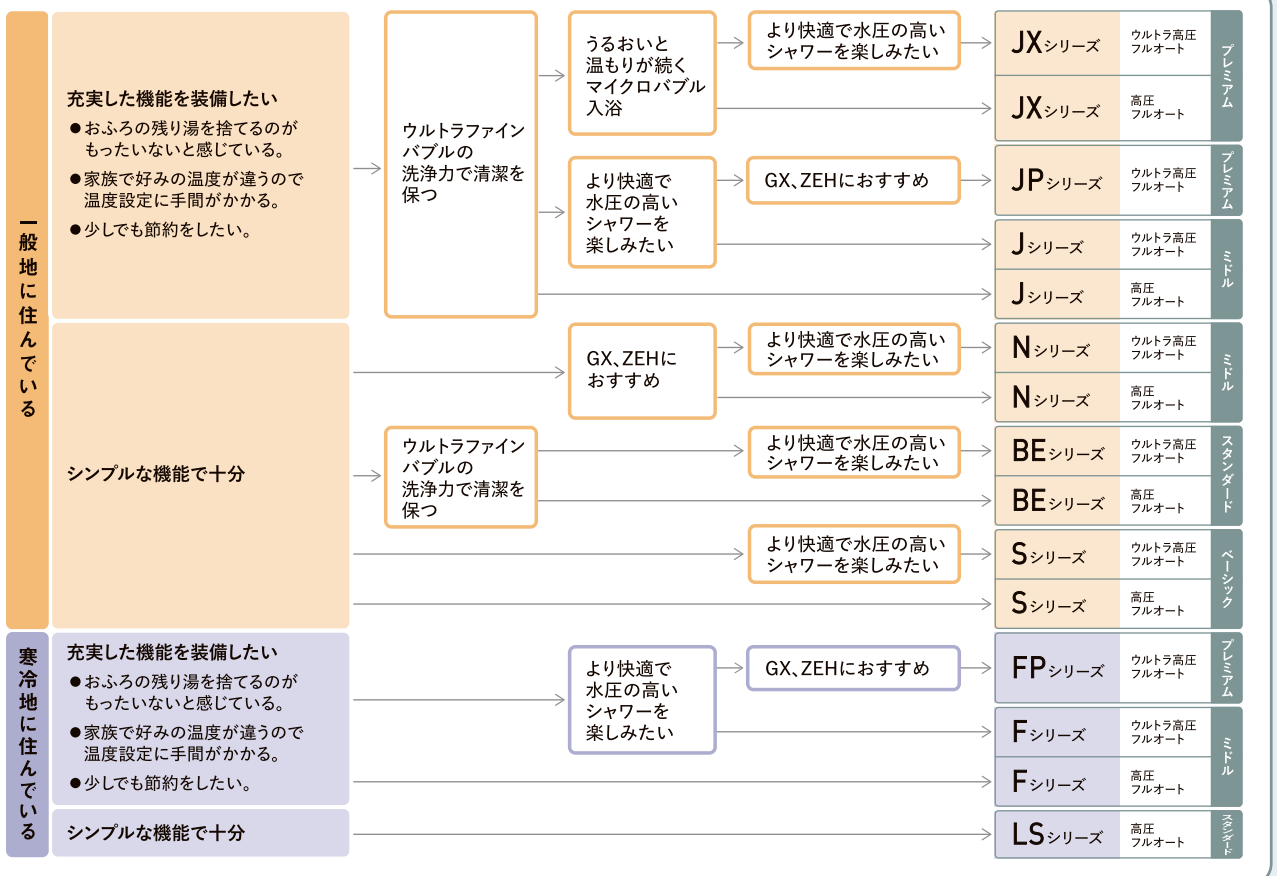 一般地に住んでいる
充実した機能を装備したい
●おふろの残り湯を捨てるのが
もったいないと感じている。
●家族で好みの温度が違うので
温度設定に手間がかかる。
●少しでも節約をしたい。
ウルトラファイン
バブルの
洗浄力で清潔を
保つ
うるおいと
温もりが続く
マイクロバブル
入浴
より快適で水圧の高い
シャワーを楽しみたい
JXシリーズ
ウルトラ高圧
フルオート
プレミアム
JXシリーズ
高圧
フルオート
より快適で
水圧の高い
シャワーを
楽しみたい
GX、ZEHにおすすめ
JPシリーズ
ウルトラ高圧
フルオート
プレミアム
Jシリーズ
ウルトラ高圧
フルオート
ミドル
Jシリーズ
高圧
フルオート
シンプルな機能で十分
GX、ZEHに
おすすめ
より快適で水圧の高い
シャワーを楽しみたい
Nシリーズ
ウルトラ高圧
フルオート
ミドル
Nシリーズ
高圧
フルオート
ウルトラファイン
バブルの
洗浄力で清潔を
保つ
より快適で水圧の高い
シャワーを楽しみたい
BEシリーズ
ウルトラ高圧
フルオート
スタンダード
BEシリーズ
高圧
フルオート
より快適で水圧の高い
シャワーを楽しみたい
Sシリーズ
ウルトラ高圧
フルオート
ベーシック
Sシリーズ
高圧
フルオート
寒冷地に住んでいる
充実した機能を装備したい
●おふろの残り湯を捨てるのが
もったいないと感じている。
●家族で好みの温度が違うので
温度設定に手間がかかる。
●少しでも節約をしたい。
より快適で
水圧の高い
シャワーを
楽しみたい
GX、ZEHにおすすめ
FPシリーズ
ウルトラ高圧
フルオート
プレミアム
Fシリーズ
ウルトラ高圧
フルオート
ミドル
Fシリーズ
高圧
フルオート
シンプルな機能で十分
LSシリーズ
高圧
フルオート
スタンダード